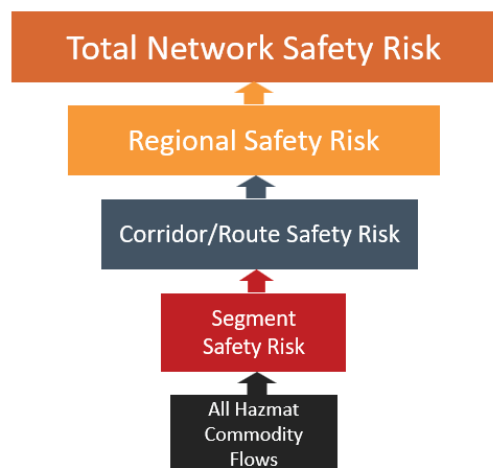 Total Network Safety Risk
Regional Safety Risk
Corridor/Route Safety Risk
Segment
Safety Risk
All Hazmat
Commodity
Flows